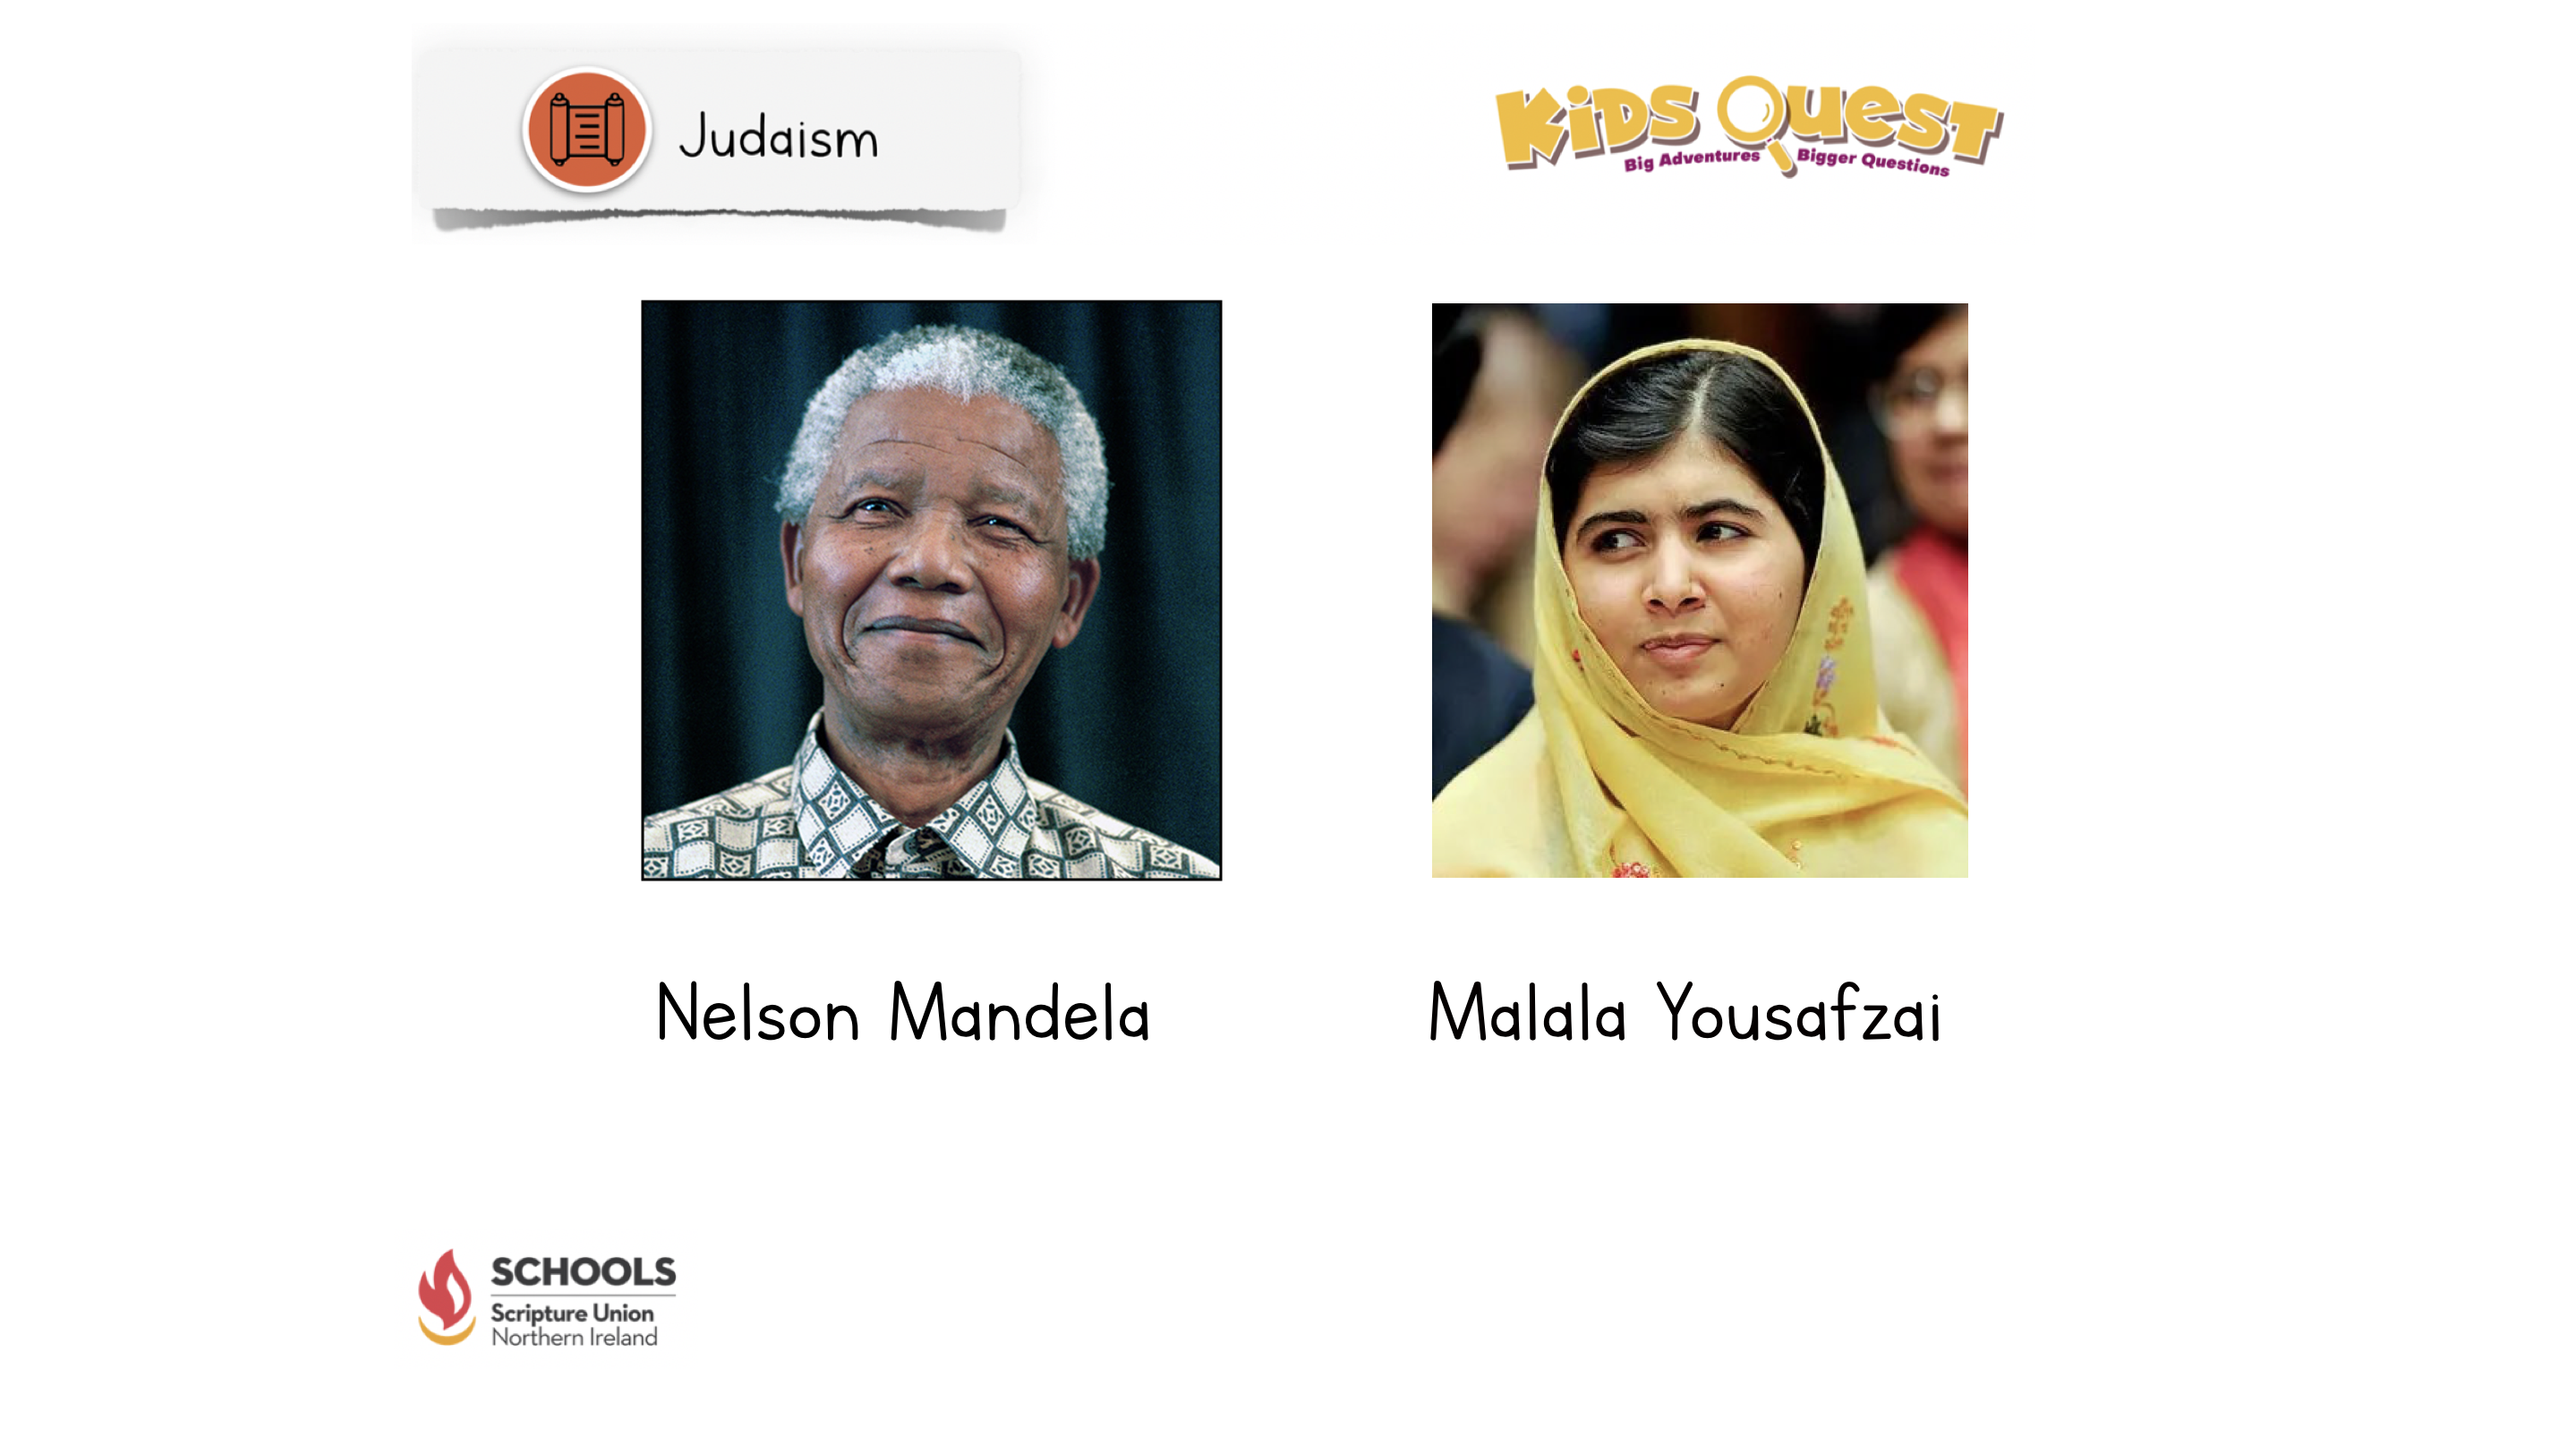 Judaism
KiDS QUeST
Big Adventures Bigger Questions
Nelson Mandela
Malala Yousafzai
SCHOOLS
Scripture Union
Northern Ireland